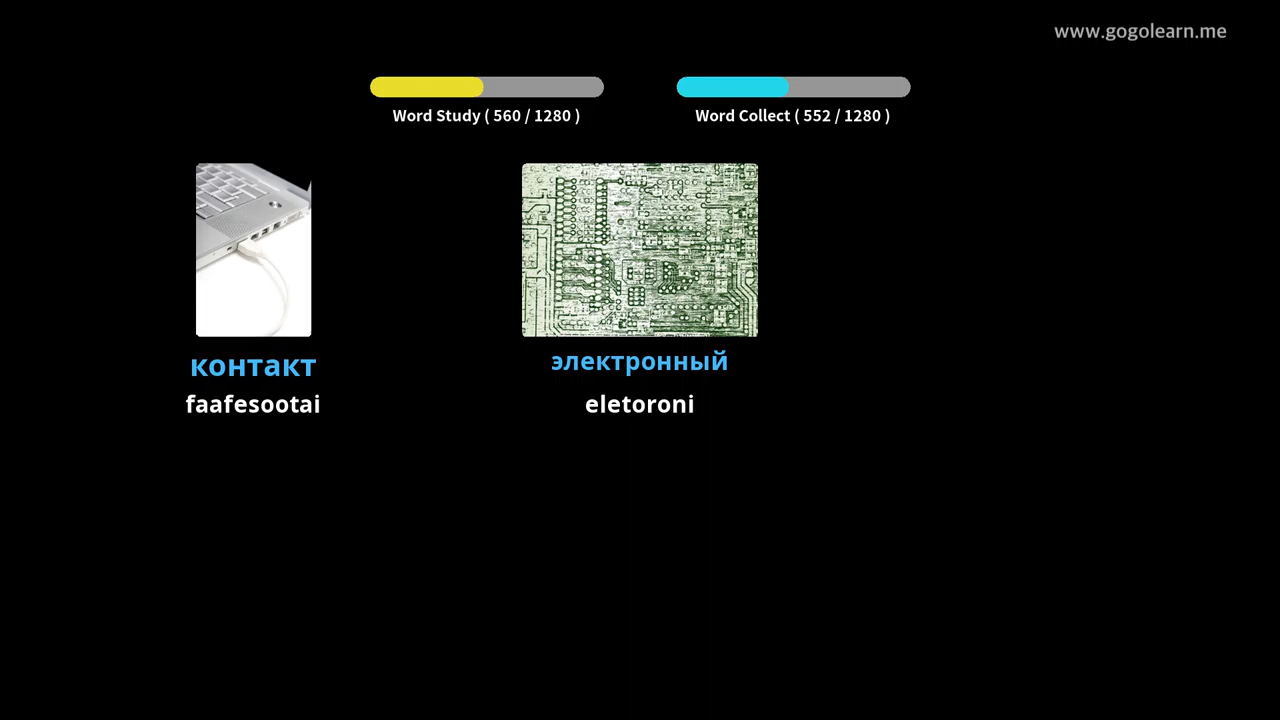 www.gogolearn.me
Word Study ( 560 / 1280 )
Word Collect ( 552 / 1280 )
контакт
faafesootai
электронный
eletoroni